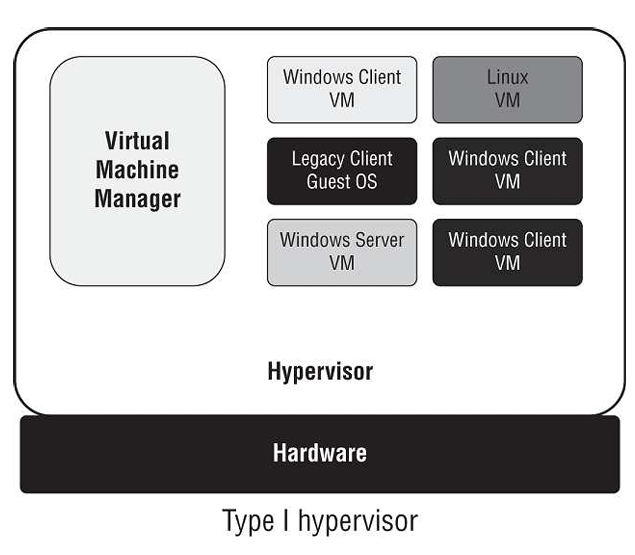 Virtual
Machine
Manager
Windows Client
VM
Linux
VM
Legacy Client
Guest OS
Windows Client
VM
Windows Server
VM
Windows Client
VM
Hypervisor
Hardware
Type I hypervisor